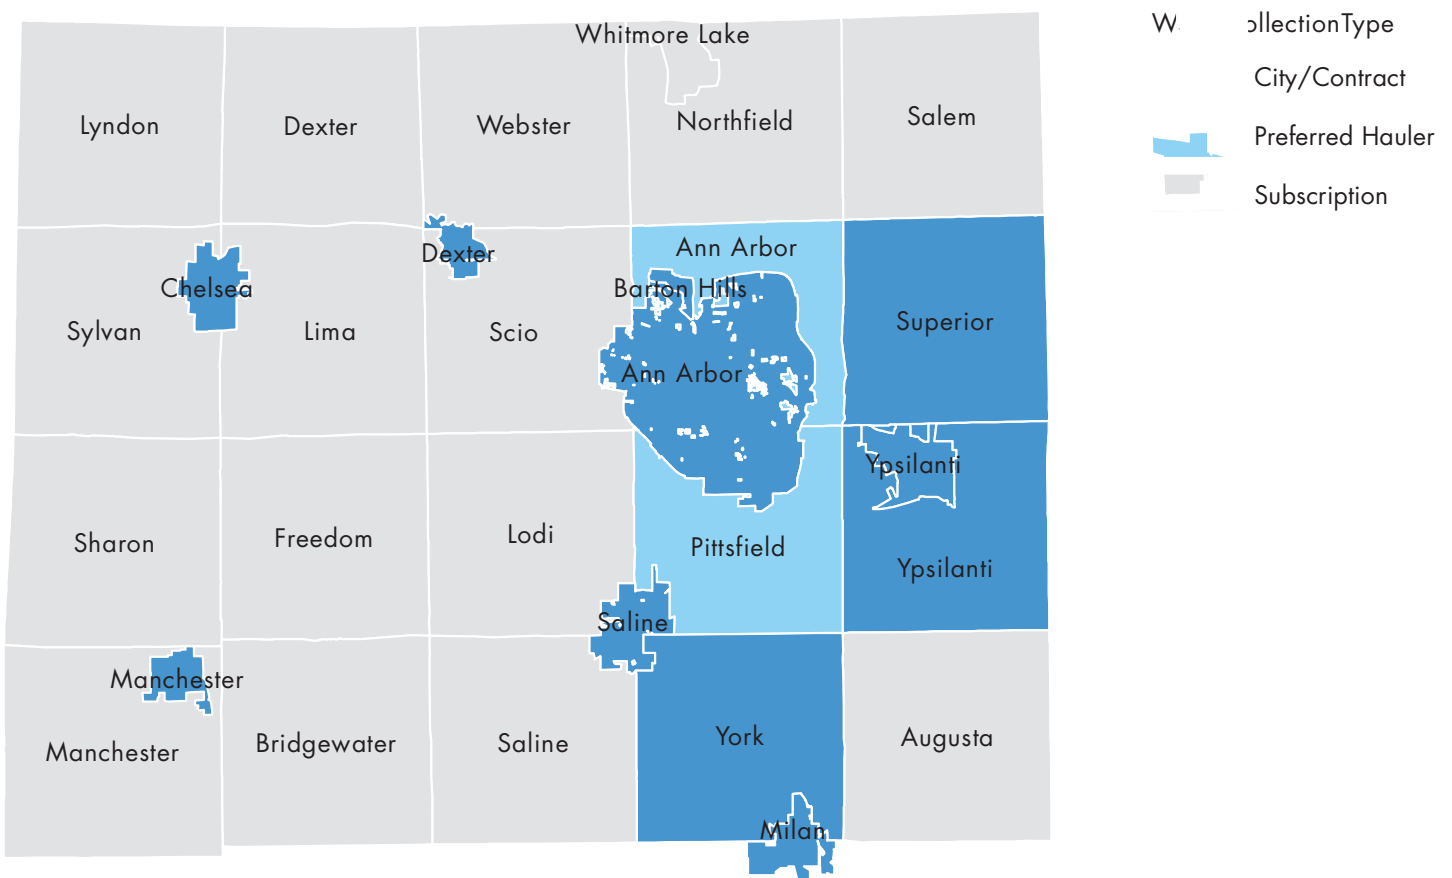 Whitmore Lake
Lyndon
Dexter
Webster
Northfield
Salem
Ann Arbor
Dexter
Chelsea
Barton Hills
Sylvan
Lima
Scio
Superior
Ann Arbor
Ypsilanti
Sharon
Freedom
Lodi
Pittsfield
Ypsilanti
Saline
Manchester
Manchester
Bridgewater
Saline
York
Augusta
Milan
ollectionType
City/Contract
Preferred Hauler
Subscription